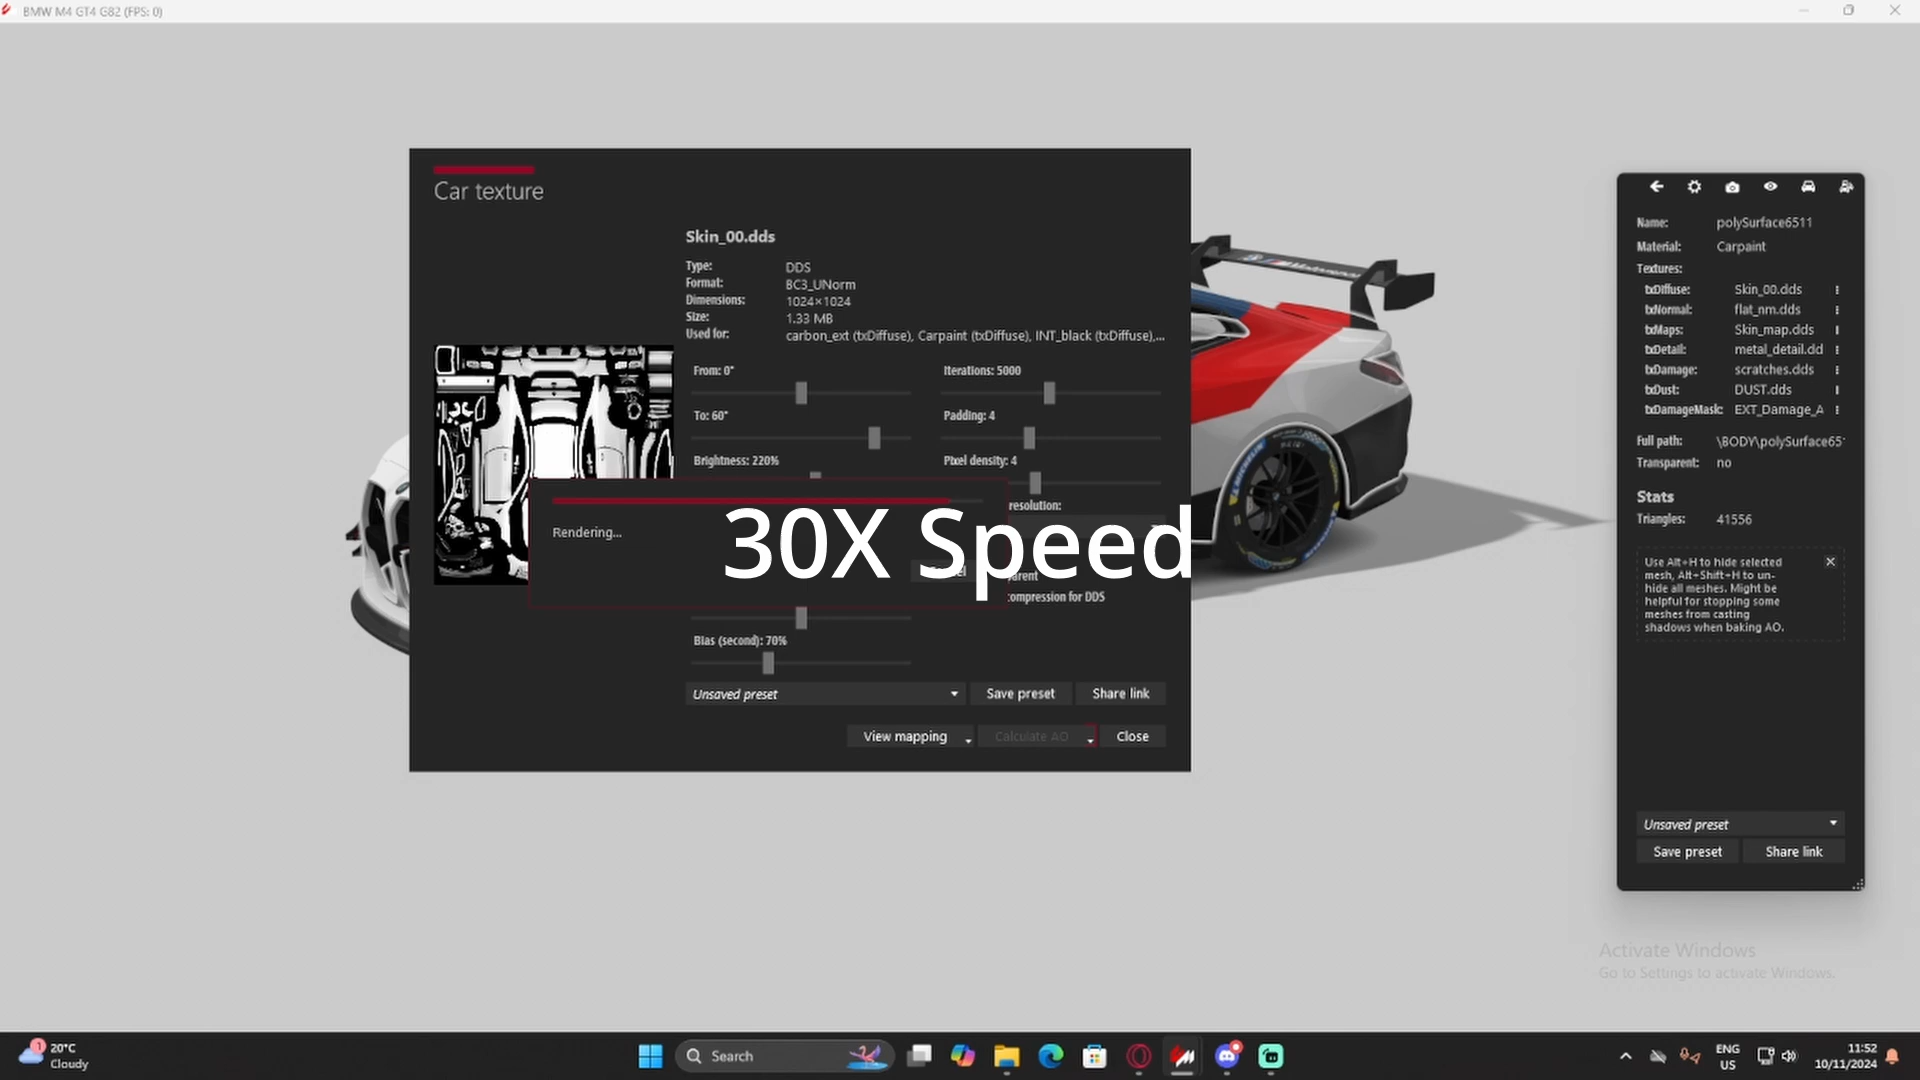 BMW M4 GT4 G82 (FPS: 0)
Car texture
Skin_00.dds
Type: DDS
Format: BC3_UNorm
Dimensions: 1024×1024
Size: 1.33 MB
Used for: carbon_ext (txDiffuse), Carpaint (txDiffuse), INT_black (txDiffuse),...
From: 0°
Iterations: 5000
To: 60°
Padding: 4
Brightness: 220%
Pixel density: 4
resolution:
Rendering...
30X Speed
parent
compression for DDS
Bias (second): 70%
Unsaved preset
Save preset
Share link
View mapping
Calculate AO
Close
Name: polySurface6511
Material: Carpaint
Textures:
txDiffuse: Skin_00.dds
txNormal: flat_nm.dds
txMaps: Skin_map.dds
txDetail: metal_detail.dd
txDamage: scratches.dds
txDust: DUST.dds
txDamageMask: EXT_Damage_A
Full path: \BODY\polySurface65
Transparent: no
Stats
Triangles: 41556
Use Alt+H to hide selected
mesh, Alt+Shift+H to un-
hide all meshes. Might be
helpful for stopping some
meshes from casting
shadows when baking AO.
Unsaved preset
Save preset
Share link
Activate Windows
Go to Settings to activate Windows.
1
20°C
Cloudy
Search
ENG
US
11:52
10/11/2024